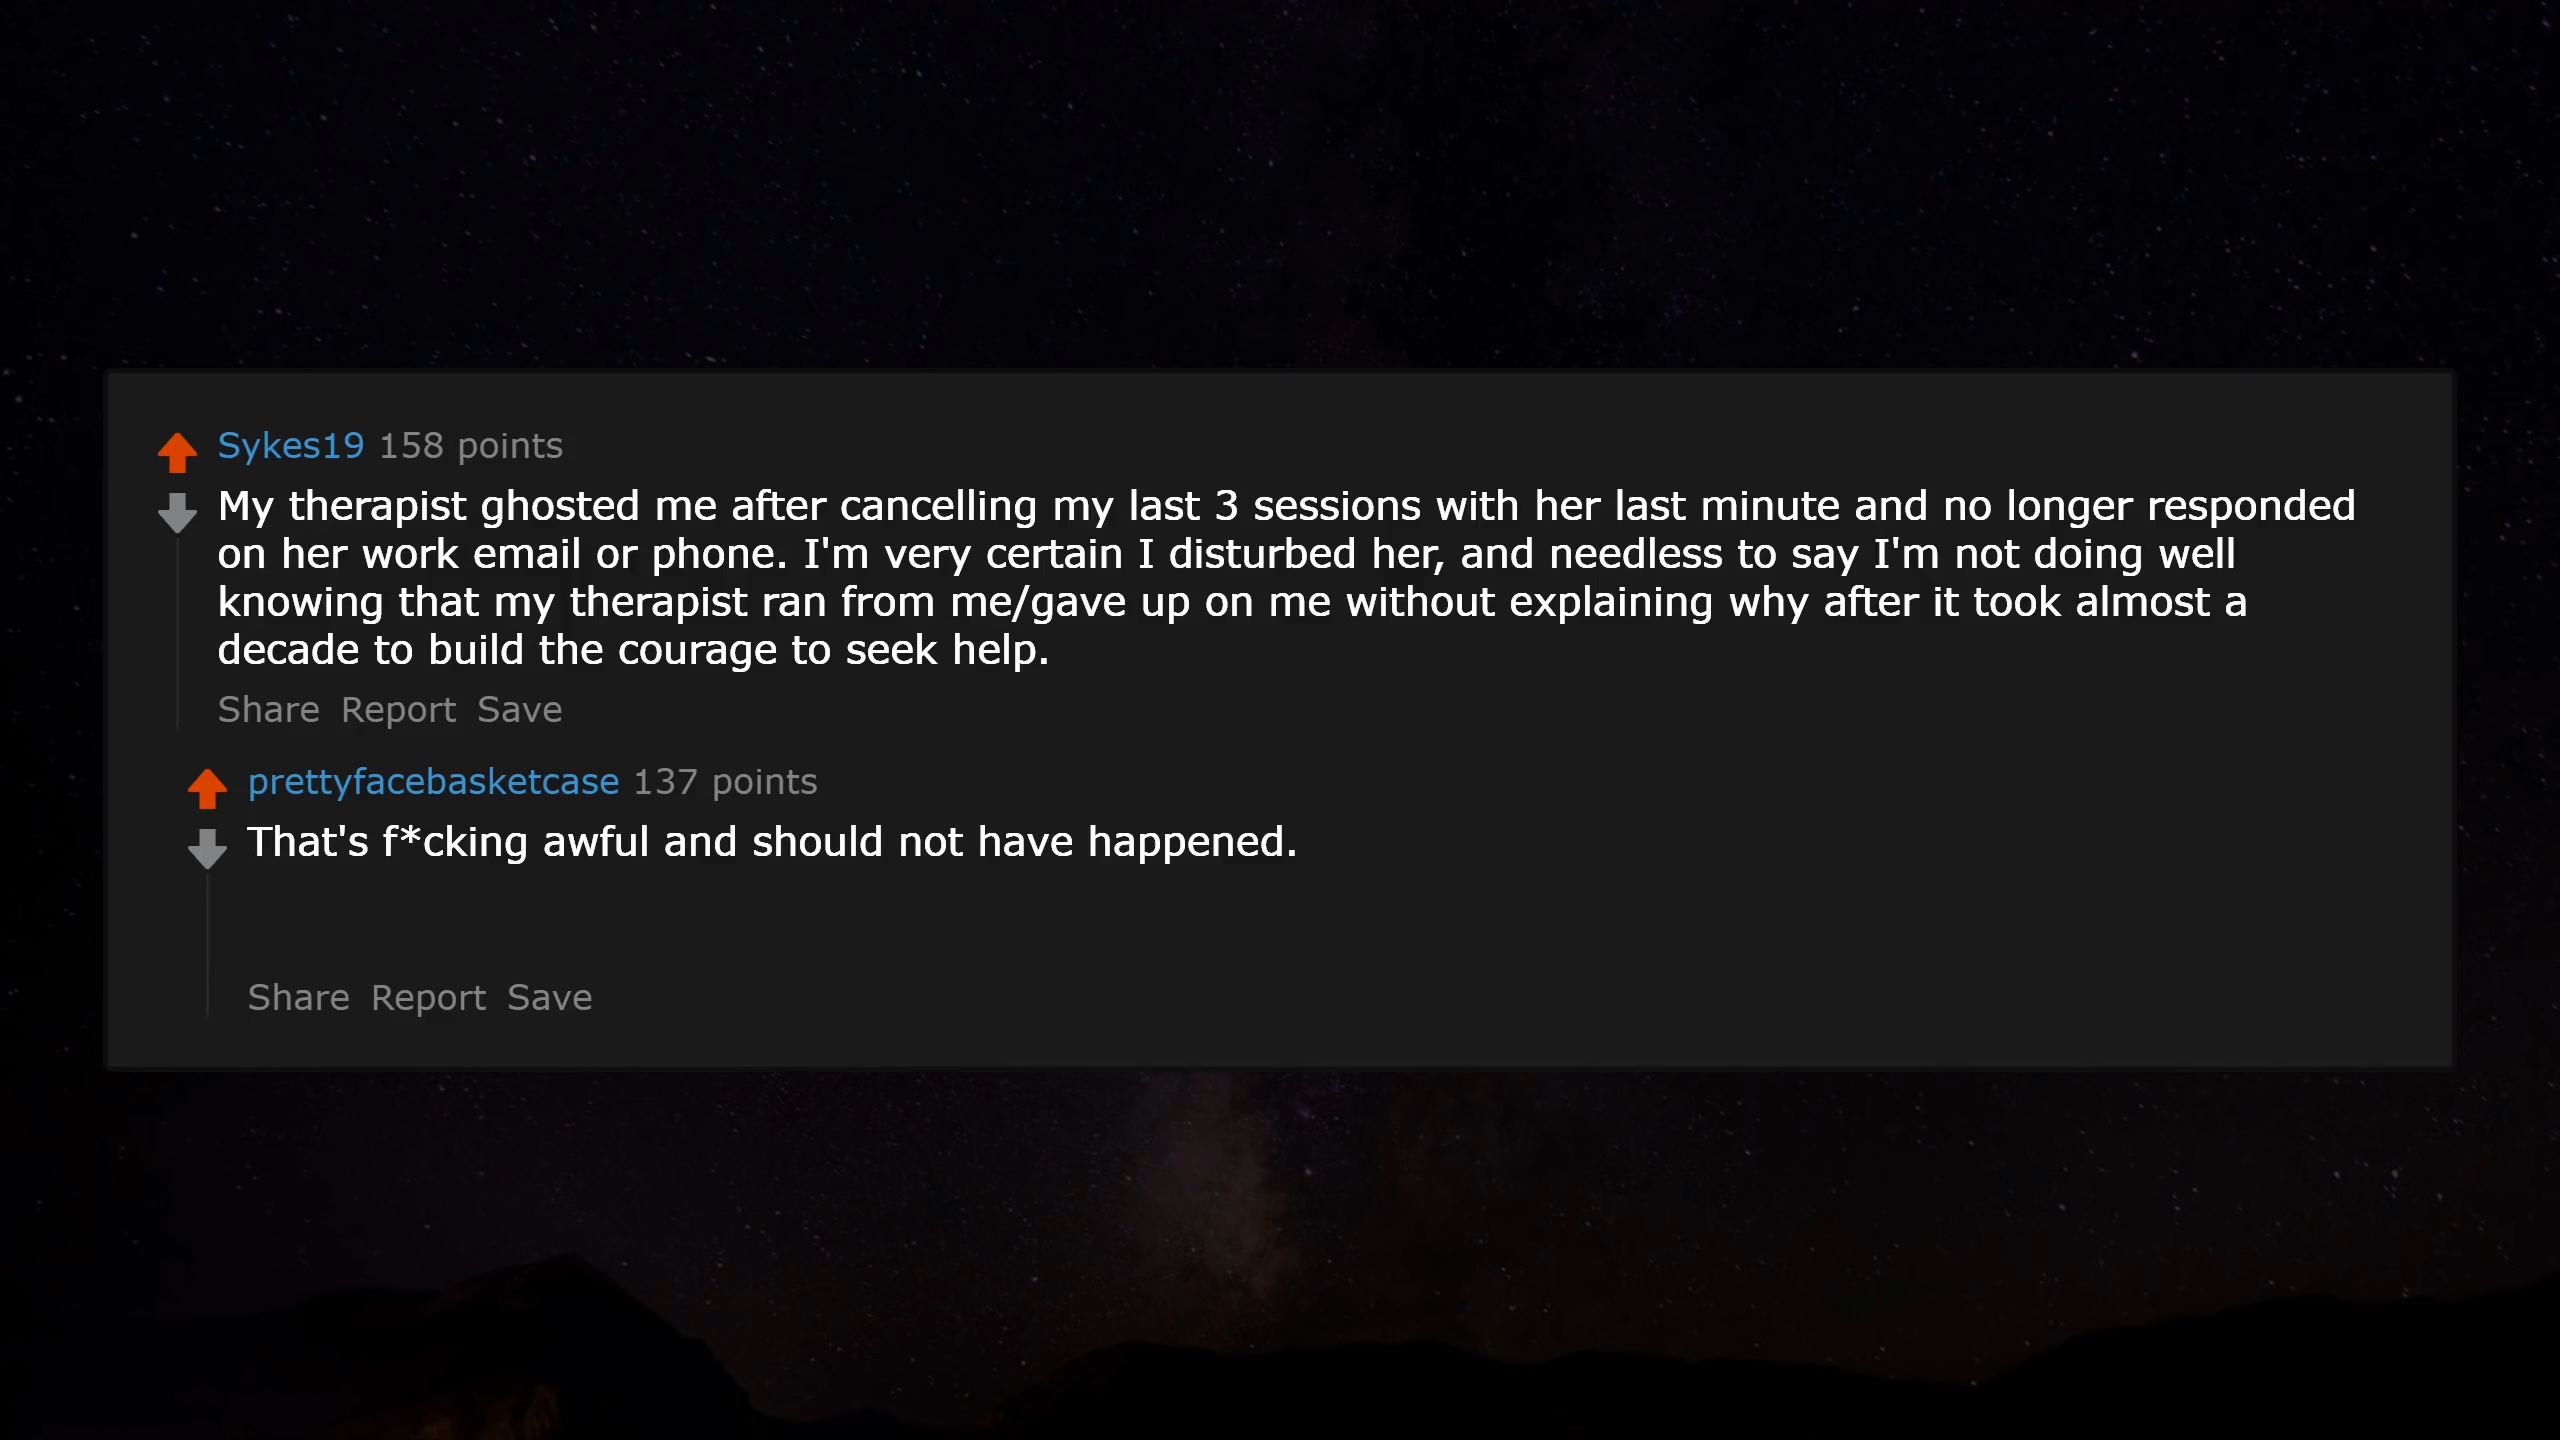 Sykes19 158 points
My therapist ghosted me after cancelling my last 3 sessions with her last minute and no longer responded
on her work email or phone. I'm very certain I disturbed her, and needless to say I'm not doing well
knowing that my therapist ran from me/gave up on me without explaining why after it took almost a
decade to build the courage to seek help.
Share Report Save
prettyfacebasketcase 137 points
That's f*cking awful and should not have happened.
Share Report Save